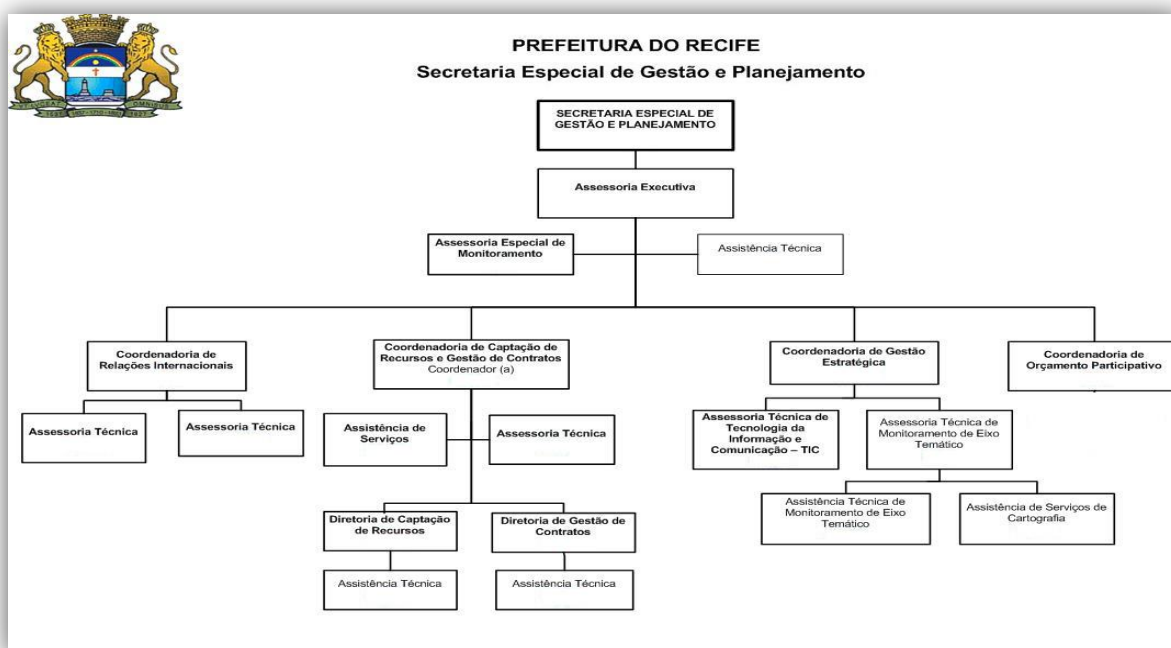 PREFEITURA DO RECIFE
Secretaria Especial de Gestão e Planejamento
SECRETARIA ESPECIAL DE
GESTÃO E PLANEJAMENTO
Assessoria Executiva
Assessoria Especial de
Monitoramento
Assistência Técnica
Coordenadoria de
Relações Internacionais
Coordenadoria de Captação de
Recursos e Gestão de Contratos
Coordenador (a)
Coordenadoria de Gestão
Estratégica
Coordenadoria de
Orçamento Participativo
Assessoria Técnica
Assessoria Técnica
Assistência de
Serviços
Assessoria Técnica
Assessoria Técnica de
Tecnologia da
Informação e
Comunicação – TIC
Assessoria Técnica de
Monitoramento de Eixo
Temático
Assistência Técnica de
Monitoramento de Eixo
Temático
Assistência de Serviços de
Cartografia
Diretoria de Captação
de Recursos
Diretoria de Gestão de
Contratos
Assistência Técnica
Assistência Técnica